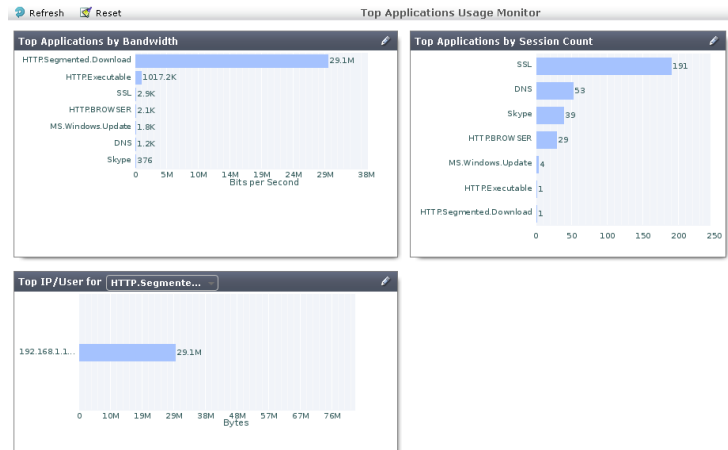 Refresh Reset Top Applications Usage Monitor
Top Applications by Bandwidth
HTTP.Segmented.Download 29.1M
HTTP.Executable 1017.2K
SSL 2.9K
HTTP.BROWSER 2.1K
MS.Windows.Update 1.8K
DNS 1.2K
Skype 376
0 5M 10M 14M 19M 24M 29M 38M
Bits per Second
Top Applications by Session Count
SSL 191
DNS 53
Skype 39
HTTP.BROWSER 29
MS.Windows.Update 4
HTTP.Executable 1
HTTP.Segmented.Download 1
0 50 100 150 200 250
Top IP/User for HTTP.Segmente...
192.168.1.1... 29.1M
0 10M 19M 29M 38M 48M 57M 67M 76M
Bytes